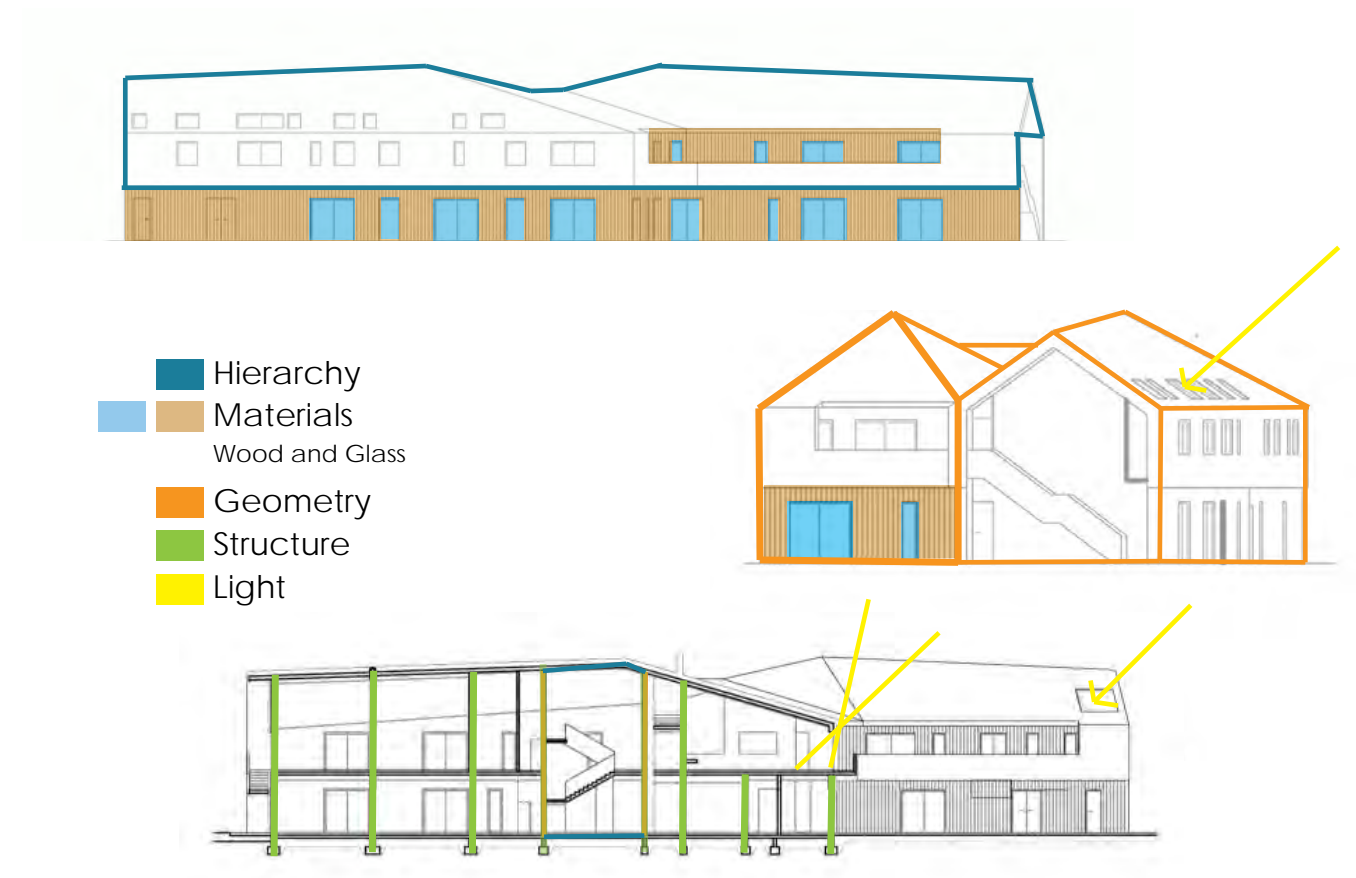 Hierarchy
Materials
Wood and Glass
Geometry
Structure
Light